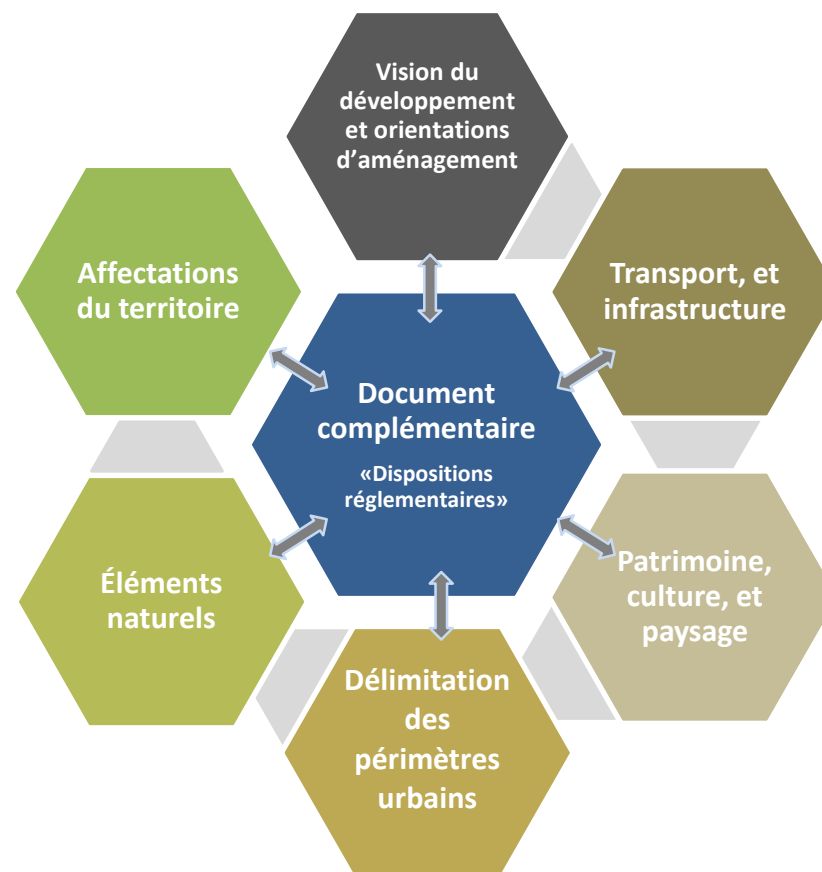 Vision du
développement
et orientations
d’aménagement
Affectations
du territoire
Transport, et
infrastructure
Document
complémentaire
«Dispositions
réglementaires»
Éléments
naturels
Patrimoine,
culture, et
paysage
Délimitation
des
périmètres
urbains